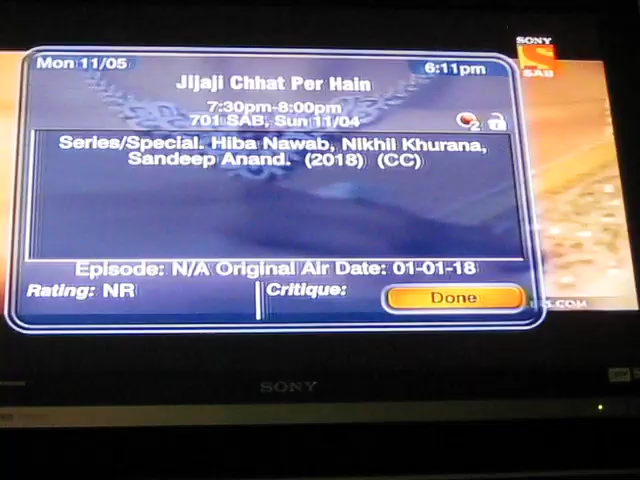 SONY
SAB
Mon 11/05
6:11pm
Jijaji Chhat Per Hain
7:30pm-8:00pm
701 SAB, Sun 11/04
2
Series/Special. Hiba Nawab, Nikhil Khurana,
Sandeep Anand. (2018) (CC)
Episode: N/A Original Air Date: 01-01-18
Rating: NR
Critique:
Done
.COM
SONY